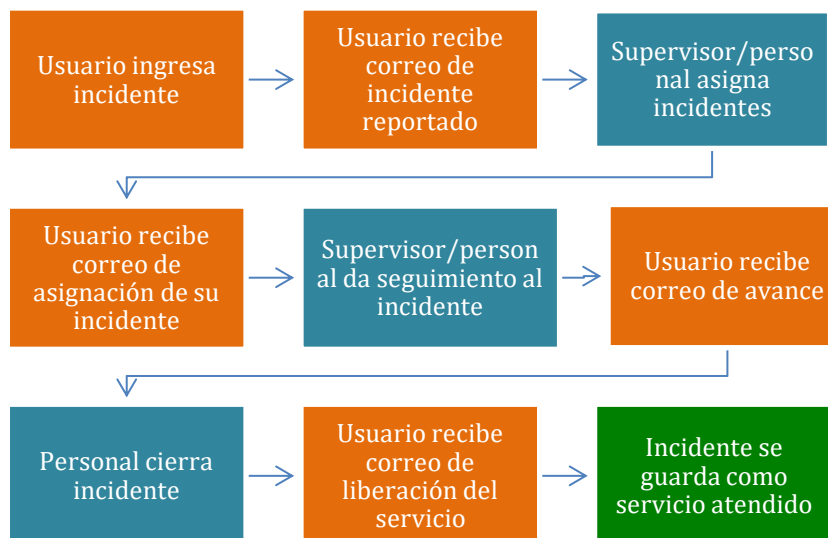 Usuario ingresa
incidente
Usuario recibe
correo de
incidente
reportado
Supervisor/perso
nal asigna
incidentes
Usuario recibe
correo de
asignación de su
incidente
Supervisor/person
al da seguimiento al
incidente
Usuario recibe
correo de avance
Personal cierra
incidente
Usuario recibe
correo de
liberación del
servicio
Incidente se
guarda como
servicio atendido